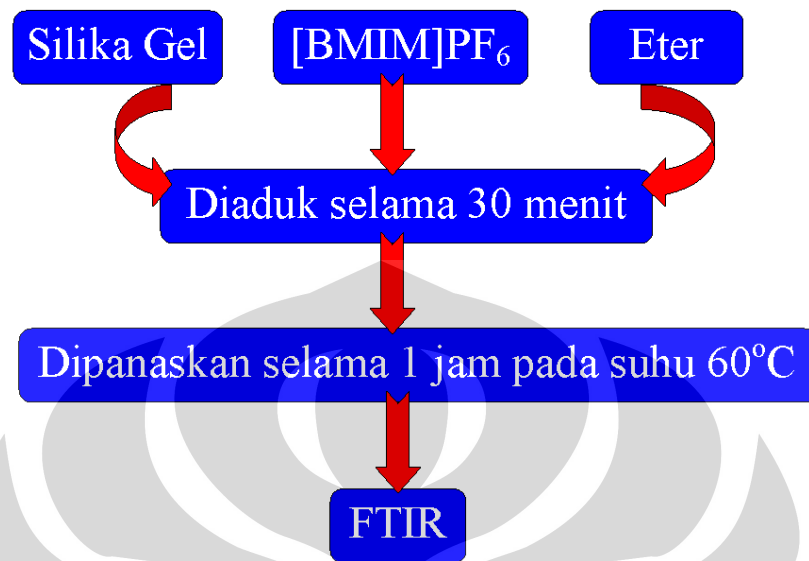 Silika Gel
[BMIM]PF₆
Eter
Diaduk selama 30 menit
Dipanaskan selama 1 jam pada suhu 60°C
FTIR